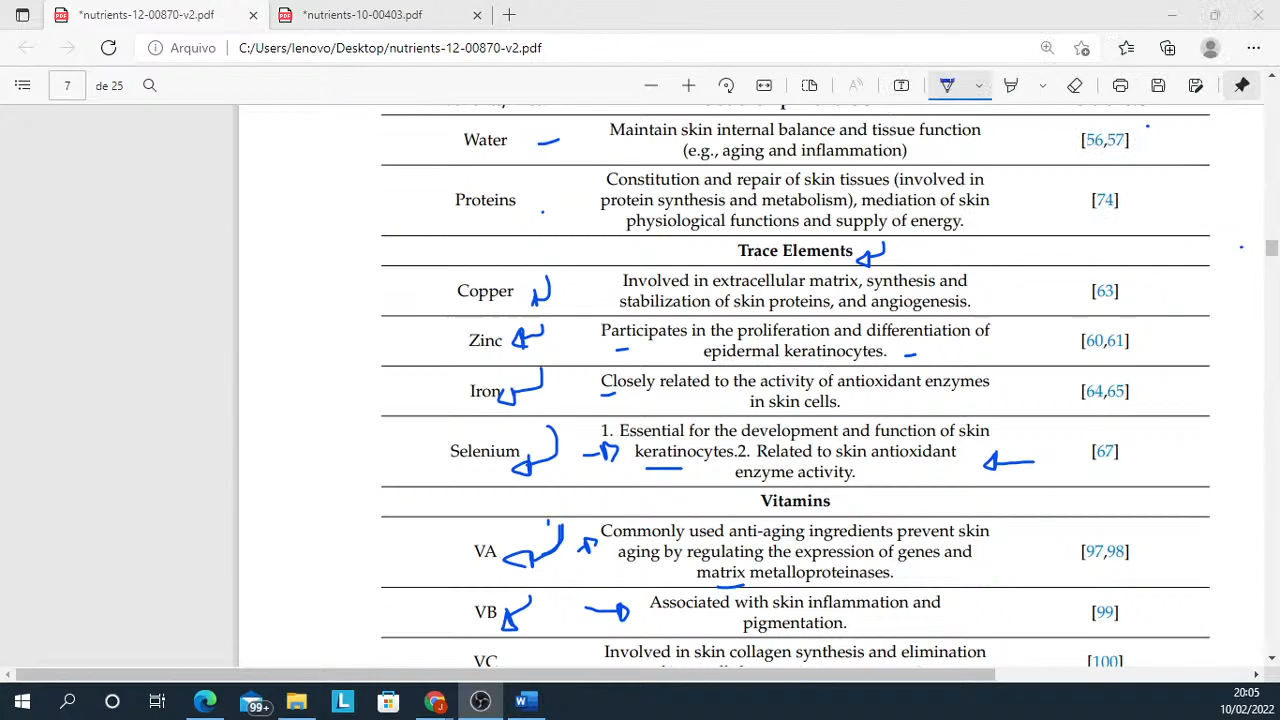 *nutrients-12-00870-v2.pdf
*nutrients-10-00403.pdf
Arquivo
C:/Users/lenovo/Desktop/nutrients-12-00870-v2.pdf
7
de 25
Water
Maintain skin internal balance and tissue function
(e.g., aging and inflammation)
[56,57]
Proteins
Constitution and repair of skin tissues (involved in
protein synthesis and metabolism), mediation of skin
physiological functions and supply of energy.
[74]
Trace Elements
Copper
Involved in extracellular matrix, synthesis and
stabilization of skin proteins, and angiogenesis.
[63]
Zinc
Participates in the proliferation and differentiation of
epidermal keratinocytes.
[60,61]
Iron
Closely related to the activity of antioxidant enzymes
in skin cells.
[64,65]
Selenium
1. Essential for the development and function of skin
keratinocytes.2. Related to skin antioxidant
enzyme activity.
[67]
Vitamins
VA
Commonly used anti-aging ingredients prevent skin
aging by regulating the expression of genes and
matrix metalloproteinases.
[97,98]
VB
Associated with skin inflammation and
pigmentation.
[99]
VC
Involved in skin collagen synthesis and elimination
[100]
99+
20:05
10/02/2022